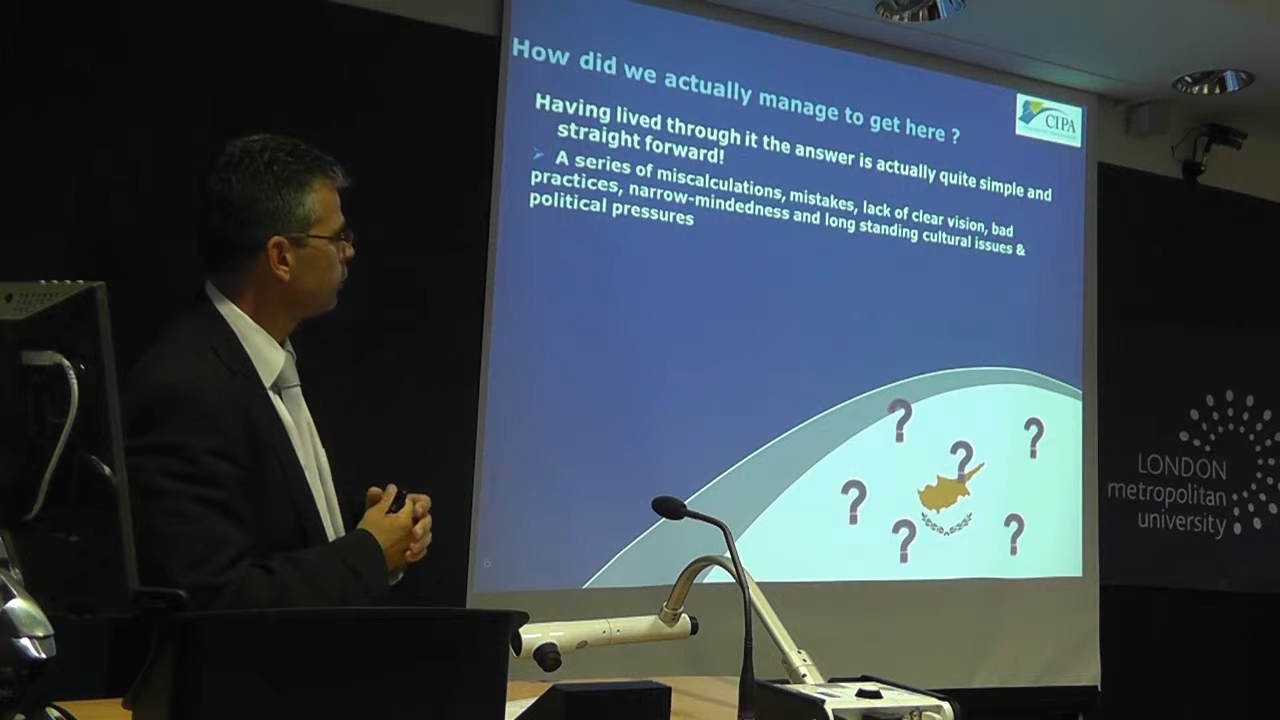 How did we actually manage to get here ?
CIPA
Having lived through it the answer is actually quite simple and
straight forward!
➢ A series of miscalculations, mistakes, lack of clear vision, bad
practices, narrow-mindedness and long standing cultural issues &
political pressures
?
?
?
?
?
?
LONDON
metropolitan
university